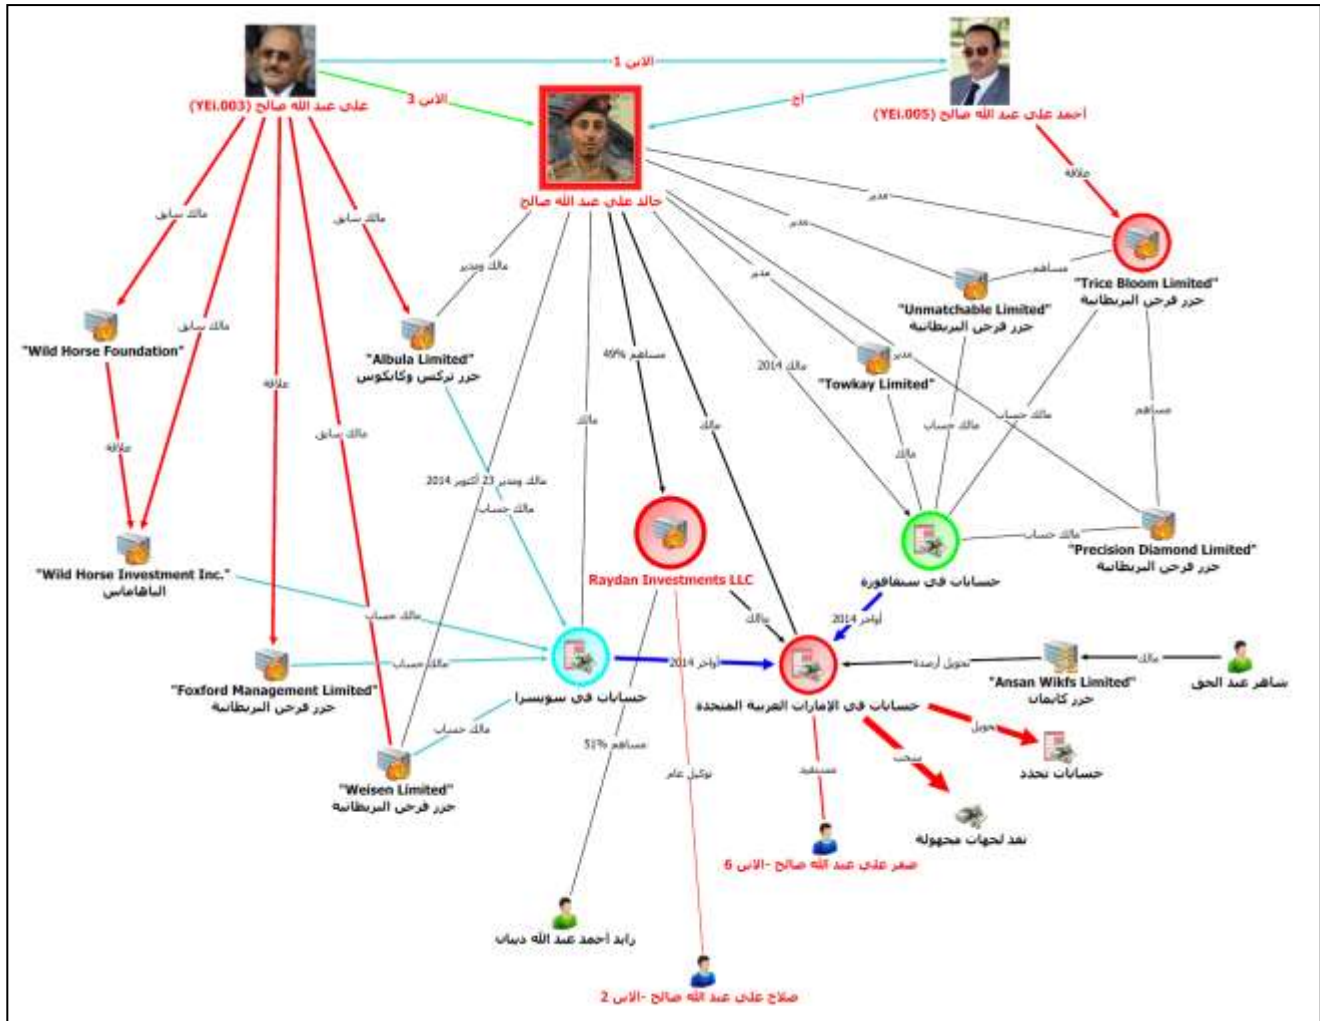 الابن 1
الابن 3
أخ
علي عبد الله صالح (YEi.003)
أحمد علي عبد الله صالح (YEi.005)
خالد علي عبد الله صالح
علاقة
مالك سابق
مالك سابق
مالك سابق
مالك ومدير
مدير
مدير
مدير
مدير
مساهم
"Trice Bloom Limited"
جزر فرجن البريطانية
"Unmatchable Limited"
جزر فرجن البريطانية
"Wild Horse Foundation"
"Albula Limited"
جزر تركس وكايكوس
مساهم 49%
مالك 2014
"Towkay Limited"
علاقة
علاقة
مالك سابق
مالك
مالك
مالك
مالك حساب
مالك حساب
مساهم
مالك ومدير 23 أكتوبر 2014
مالك حساب
"Wild Horse Investment Inc."
الباهاماس
Raydan Investments LLC
حسابات في سنغافورة
مالك حساب
"Precision Diamond Limited"
جزر فرجن البريطانية
مالك حساب
مالك
أواخر 2014
"Foxford Management Limited"
جزر فرجن البريطانية
مالك حساب
حسابات في سويسرا
أواخر 2014
حسابات في الإمارات العربية المتحدة
تحويل أرصدة
"Ansan Wikfs Limited"
جزر كايمان
مالك
شاهر عبد الحق
مالك حساب
"Weisen Limited"
جزر فرجن البريطانية
مساهم 51%
توكيل عام
مستفيد
سحب
تحويل
حسابات تحدد
نقد لجهات مجهولة
صخر علي عبد الله صالح -الابن 6
رايد أحمد عبد الله دبيان
صلاح علي عبد الله صالح -الابن 2